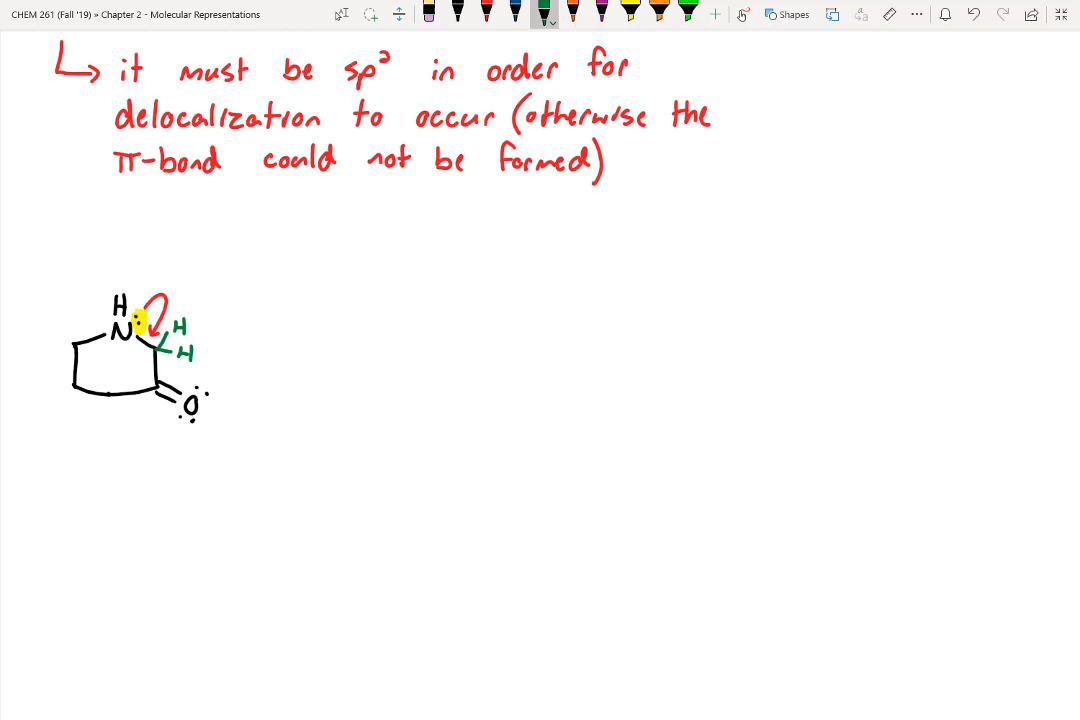 CHEM 261 (Fall '19) » Chapter 2 - Molecular Representations
Shapes
↳ it must be sp² in order for
delocalization to occur (otherwise the
π-bond could not be formed)
H
N:
H
H
O